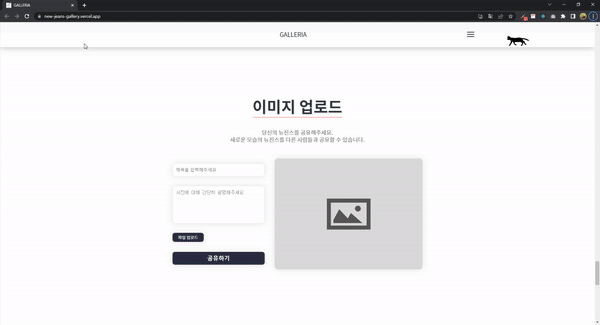 GALLERIA
new-jeans-gallery.vercel.app
GALLERIA
이미지 업로드
당신의 뉴진스를 공유해주세요.
새로운 모습의 뉴진스를 다른 사람들과 공유할 수 있습니다.
제목을 입력해주세요
사진에 대해 간단히 설명해주세요
파일 업로드
공유하기